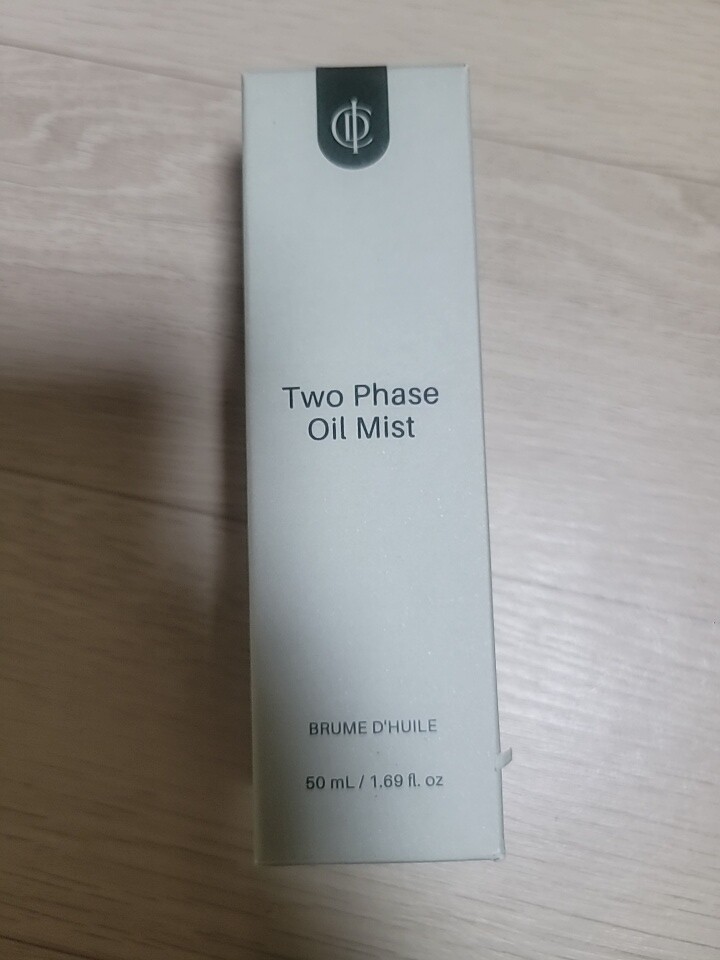 Two Phase
Oil Mist
BRUME D'HUILE
50 mL / 1.69 fl. oz